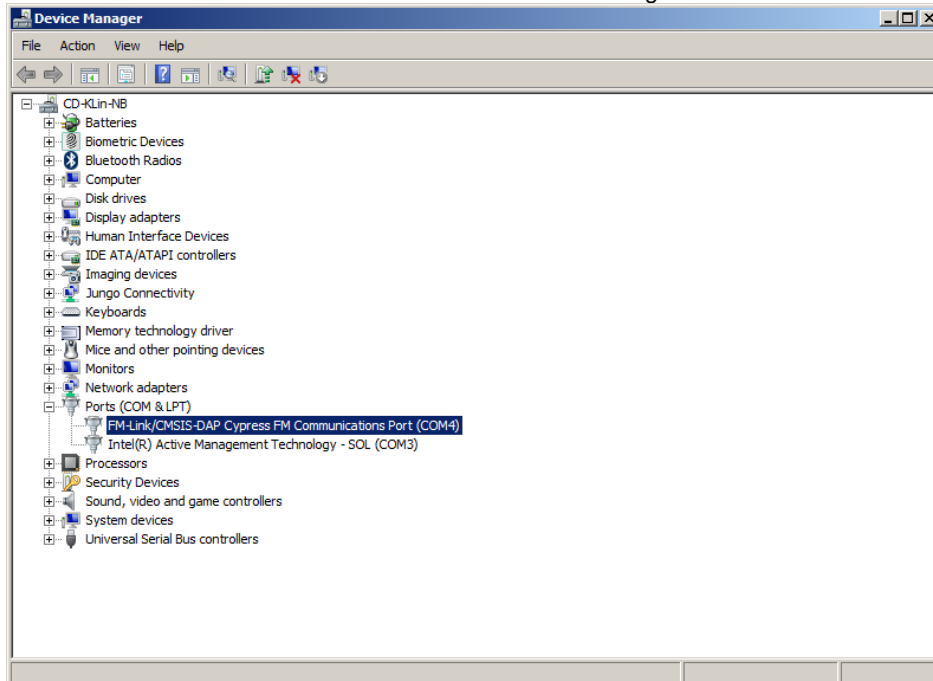 Device Manager
File Action View Help
CD-KLin-NB
Batteries
Biometric Devices
Bluetooth Radios
Computer
Disk drives
Display adapters
Human Interface Devices
IDE ATA/ATAPI controllers
Imaging devices
Jungo Connectivity
Keyboards
Memory technology driver
Mice and other pointing devices
Monitors
Network adapters
Ports (COM & LPT)
FM-Link/CMSIS-DAP Cypress FM Communications Port (COM4)
Intel(R) Active Management Technology - SOL (COM3)
Processors
Security Devices
Sound, video and game controllers
System devices
Universal Serial Bus controllers